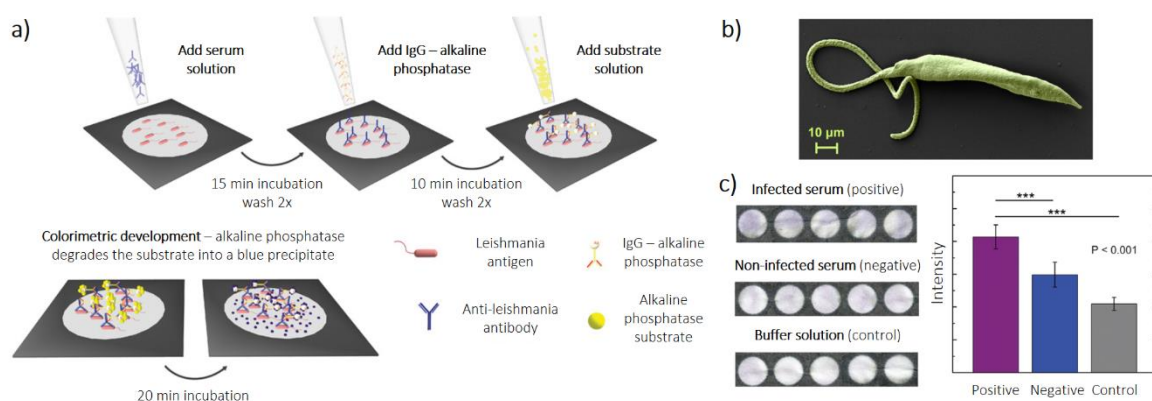 a)
Add serum
solution
Add IgG – alkaline
phosphatase
Add substrate
solution
15 min incubation
wash 2x
10 min incubation
wash 2x
Colorimetric development – alkaline phosphatase
degrades the substrate into a blue precipitate
20 min incubation
Leishmania
antigen
IgG – alkaline
phosphatase
Anti-leishmania
antibody
Alkaline
phosphatase
substrate
b)
10 µm
c)
Infected serum (positive)
Non-infected serum (negative)
Buffer solution (control)
Intensity
***
***
P < 0.001
Positive
Negative
Control